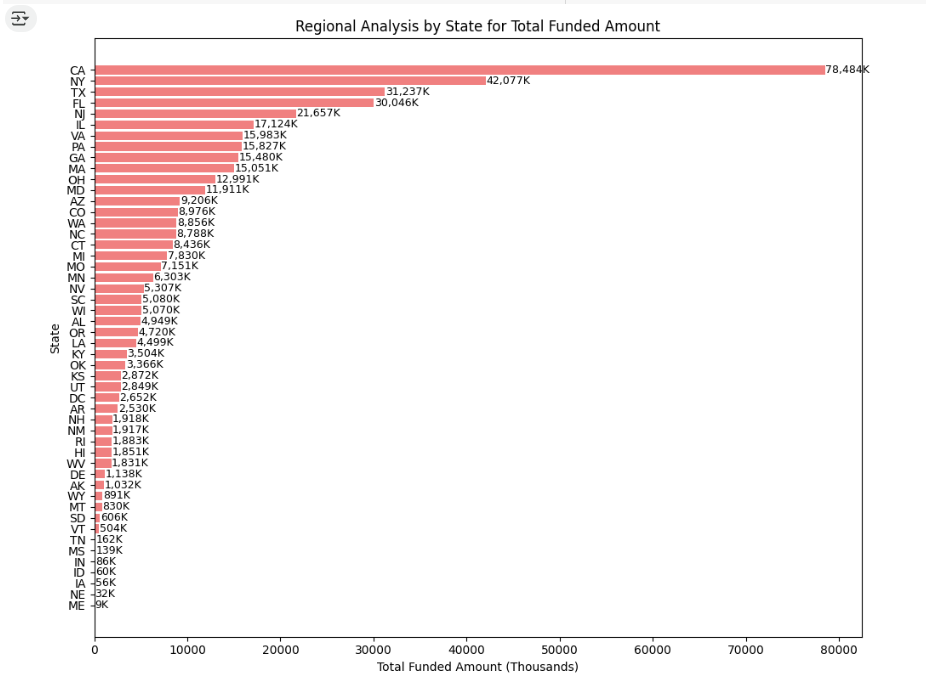 Regional Analysis by State for Total Funded Amount
CA 78,484K
NY 42,077K
TX 31,237K
FL 30,046K
NJ 21,657K
IL 17,124K
VA 15,983K
PA 15,827K
GA 15,480K
MA 15,051K
OH 12,991K
MD 11,911K
AZ 9,206K
CO 8,976K
WA 8,856K
NC 8,788K
CT 8,436K
MI 7,830K
MO 7,151K
MN 6,303K
NV 5,307K
SC 5,080K
WI 5,070K
AL 4,949K
OR 4,720K
LA 4,499K
KY 3,504K
OK 3,366K
KS 2,872K
UT 2,849K
DC 2,652K
AR 2,530K
NH 1,918K
NM 1,917K
RI 1,883K
HI 1,851K
WV 1,831K
DE 1,138K
AK 1,032K
WY 891K
MT 830K
SD 606K
VT 504K
TN 162K
MS 139K
IN 86K
ID 60K
IA 56K
NE 32K
ME 9K
State
0 10000 20000 30000 40000 50000 60000 70000 80000
Total Funded Amount (Thousands)